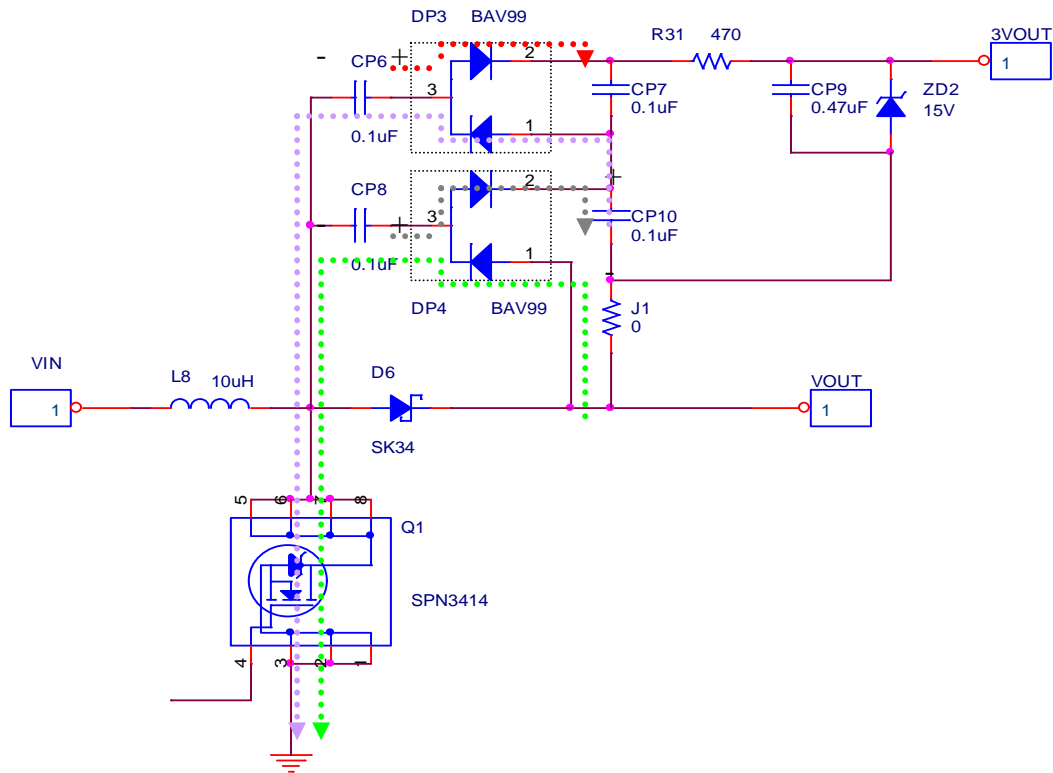 DP3 BAV99
R31 470
3VOUT
- + CP6
2
1
3
CP7
0.1uF
CP9
0.47uF
ZD2
15V
0.1uF
1
+
CP8
2
- + 3
CP10
0.1uF
0.1uF
1
-
DP4 BAV99
J1
0
VIN
L8 10uH
D6
VOUT
1
1
SK34
5 6 7 8
Q1
SPN3414
4 3 2 1